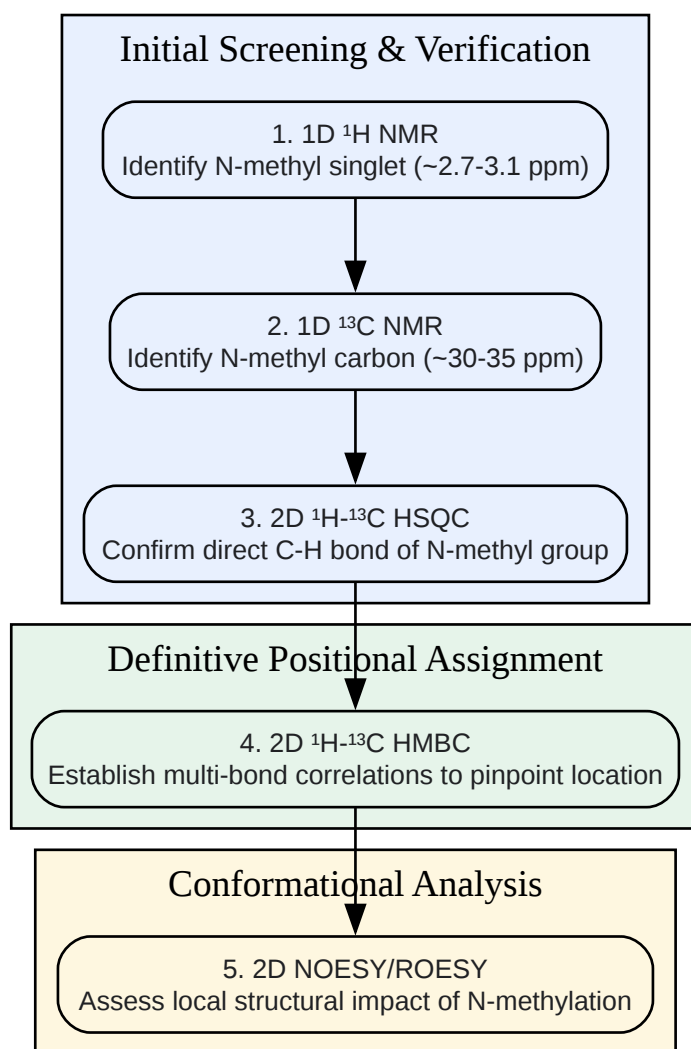 Initial Screening & Verification
1. 1D ¹H NMR
Identify N-methyl singlet (~2.7-3.1 ppm)
2. 1D ¹³C NMR
Identify N-methyl carbon (~30-35 ppm)
3. 2D ¹H-¹³C HSQC
Confirm direct C-H bond of N-methyl group
Definitive Positional Assignment
4. 2D ¹H-¹³C HMBC
Establish multi-bond correlations to pinpoint location
Conformational Analysis
5. 2D NOESY/ROESY
Assess local structural impact of N-methylation